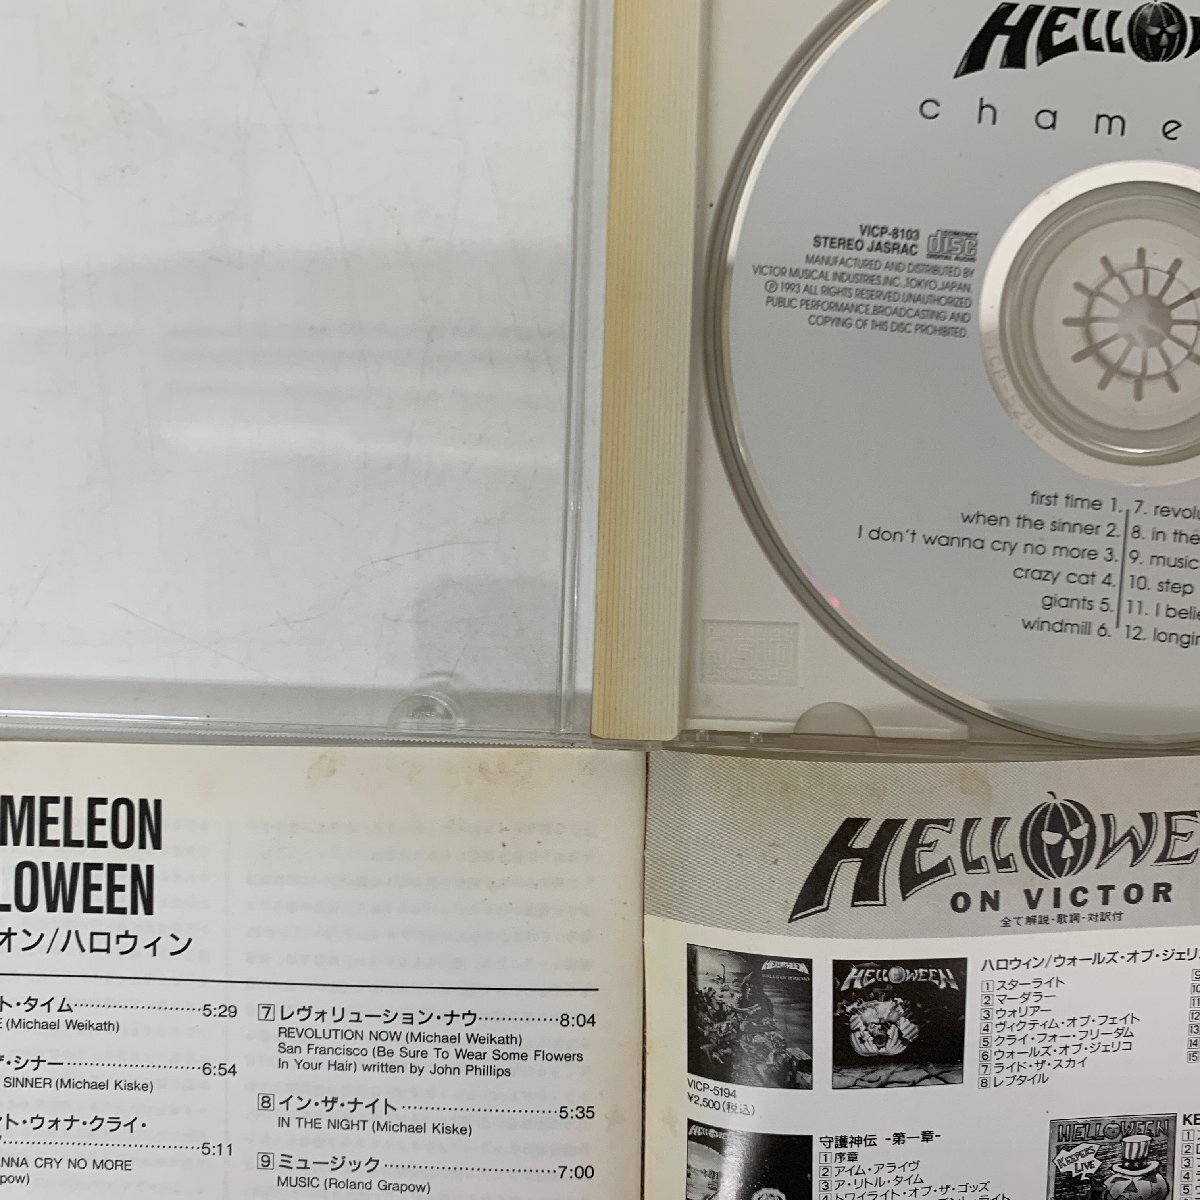 HELLOW
chame
VICP-8103
STEREO JASRAC
COMPACT
disc
DIGITAL AUDIO
MANUFACTURED AND DISTRIBUTED BY
VICTOR MUSICAL INDUSTRIES,INC.,TOKYO,JAPAN.
Ⓟ 1993 ALL RIGHTS RESERVED.UNAUTHORIZED
PUBLIC PERFORMANCE,BROADCASTING AND
COPYING OF THIS DISC PROHIBITED.
first time 1.
when the sinner 2.
I don't wanna cry no more 3.
crazy cat 4.
giants 5.
windmill 6.
7. revolu
8. in the
9. music
10. step
11. I belie
12. longin
MELEON
LOWEEN
オン/ハロウィン
ト・タイム……………………5:29
E (Michael Weikath)
ザ・シナー……………………6:54
SINNER (Michael Kiske)
ント・ウォナ・クライ・
……………………5:11
ANNA CRY NO MORE
pow)
7 レヴォリューション・ナウ……………8:04
REVOLUTION NOW (Michael Weikath)
San Francisco (Be Sure To Wear Some Flowers
In Your Hair) written by John Phillips
8 イン・ザ・ナイト……………………5:35
IN THE NIGHT (Michael Kiske)
9 ミュージック……………………7:00
MUSIC (Roland Grapow)
HELLOWE
ON VICTOR
全て解説・歌詞・対訳付
HELLOWEEN
HELLOWEEN
VICP-5194
¥2,500(税込)
ハロウィン/ウォールズ・オブ・ジェリ
1 スターライト
2 マーダラー
3 ウォリアー
4 ヴィクティム・オブ・フェイト
5 クライ・フォー・フリーダム
6 ウォールズ・オブ・ジェリコ
7 ライド・ザ・スカイ
8 レプタイル
守護神伝 -第一章-
1 序章
2 アイム・アライヴ
3 ア・リトル・タイム
4 トワイライト・オブ・ザ・ゴッズ
HELLOWEEN
KEEPERS LIVE
KE